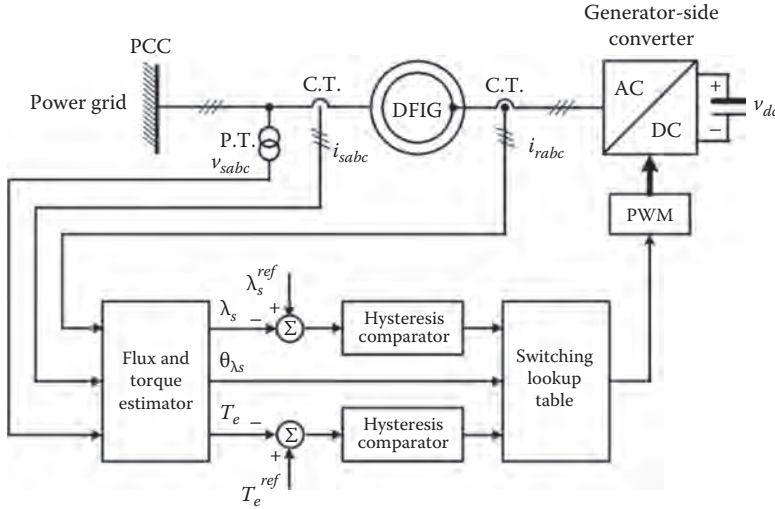 Generator-side
converter
PCC
Power grid
C.T.
DFIG
C.T.
AC
DC
+
−
v_dc
P.T.
v_sabc
i_sabc
i_rabc
PWM
λ_s^ref
λ_s
+
−
Σ
Hysteresis
comparator
Flux and
torque
estimator
θ_λs
Switching
lookup
table
T_e
−
Σ
+
Hysteresis
comparator
T_e^ref